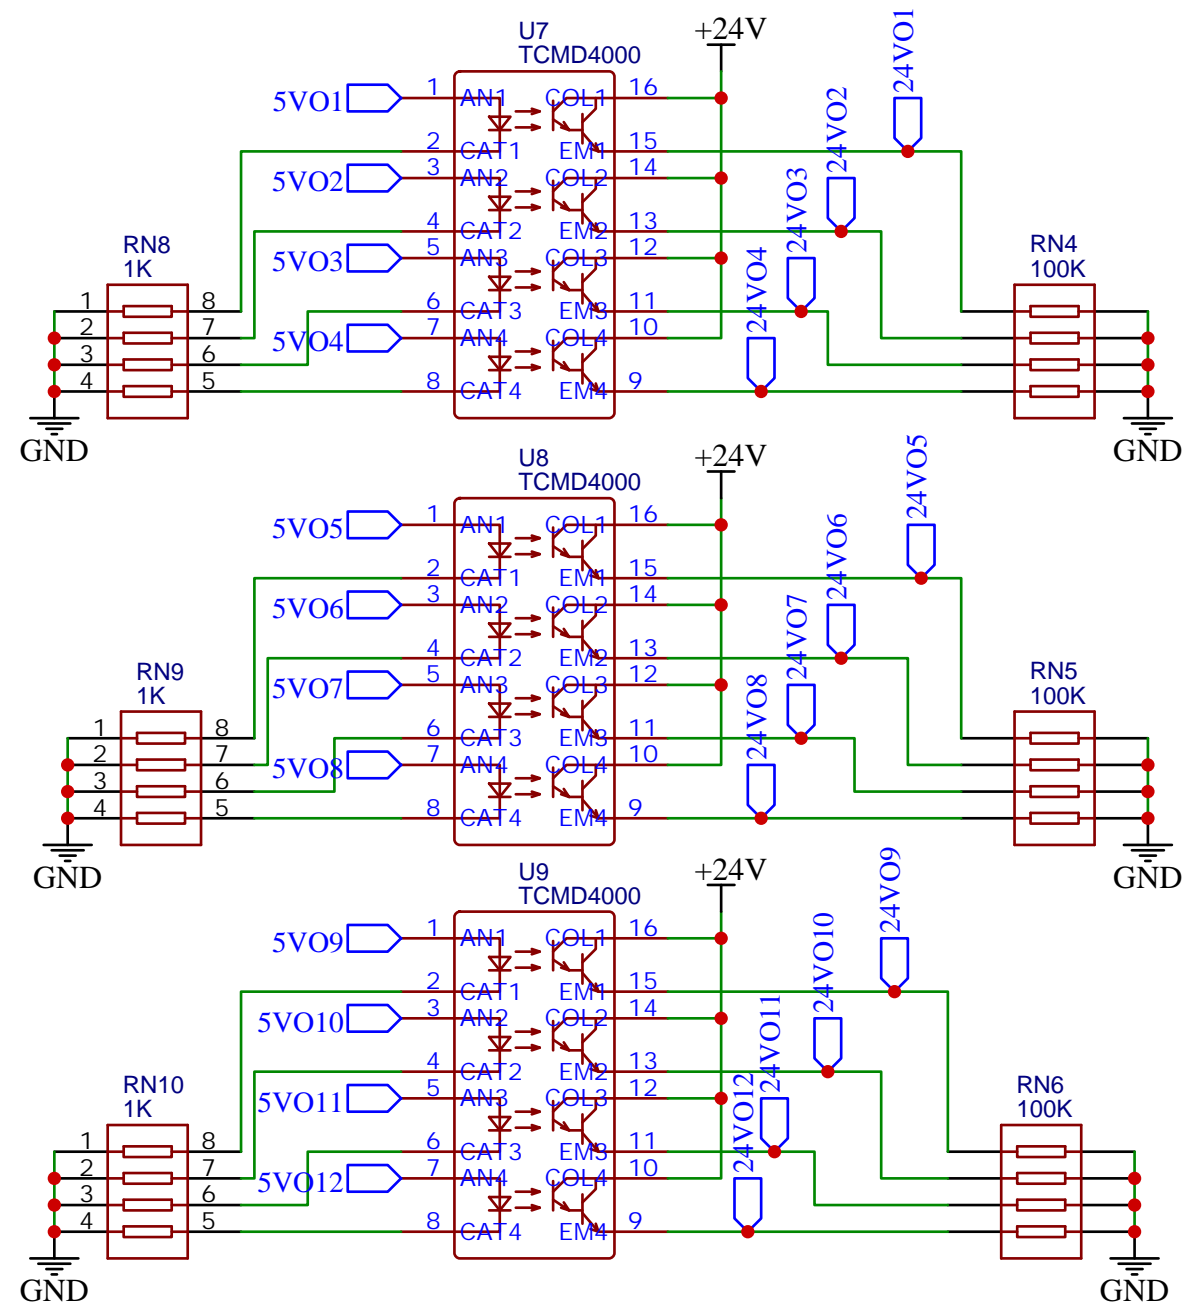 U7
TCMD4000
+24V
24VO1
5VO1
1
AN1
COL1
16
24VO2
2
CAT1
EM1
15
5VO2
3
AN2
COL2
14
24VO3
4
CAT2
EM2
13
5VO3
5
AN3
COL3
12
24VO4
RN8
1K
RN4
100K
6
CAT3
EM3
11
5VO4
7
AN4
COL4
10
8
CAT4
EM4
9
1
8
2
7
3
6
4
5
GND
GND
U8
TCMD4000
+24V
24VO5
5VO5
1
AN1
COL1
16
24VO6
2
CAT1
EM1
15
5VO6
3
AN2
COL2
14
24VO7
4
CAT2
EM2
13
5VO7
5
AN3
COL3
12
24VO8
RN9
1K
RN5
100K
6
CAT3
EM3
11
5VO8
7
AN4
COL4
10
8
CAT4
EM4
9
1
8
2
7
3
6
4
5
GND
GND
U9
TCMD4000
+24V
24VO9
5VO9
1
AN1
COL1
16
24VO10
2
CAT1
EM1
15
5VO10
3
AN2
COL2
14
24VO11
4
CAT2
EM2
13
5VO11
5
AN3
COL3
12
24VO12
RN10
1K
RN6
100K
6
CAT3
EM3
11
5VO12
7
AN4
COL4
10
8
CAT4
EM4
9
1
8
2
7
3
6
4
5
GND
GND